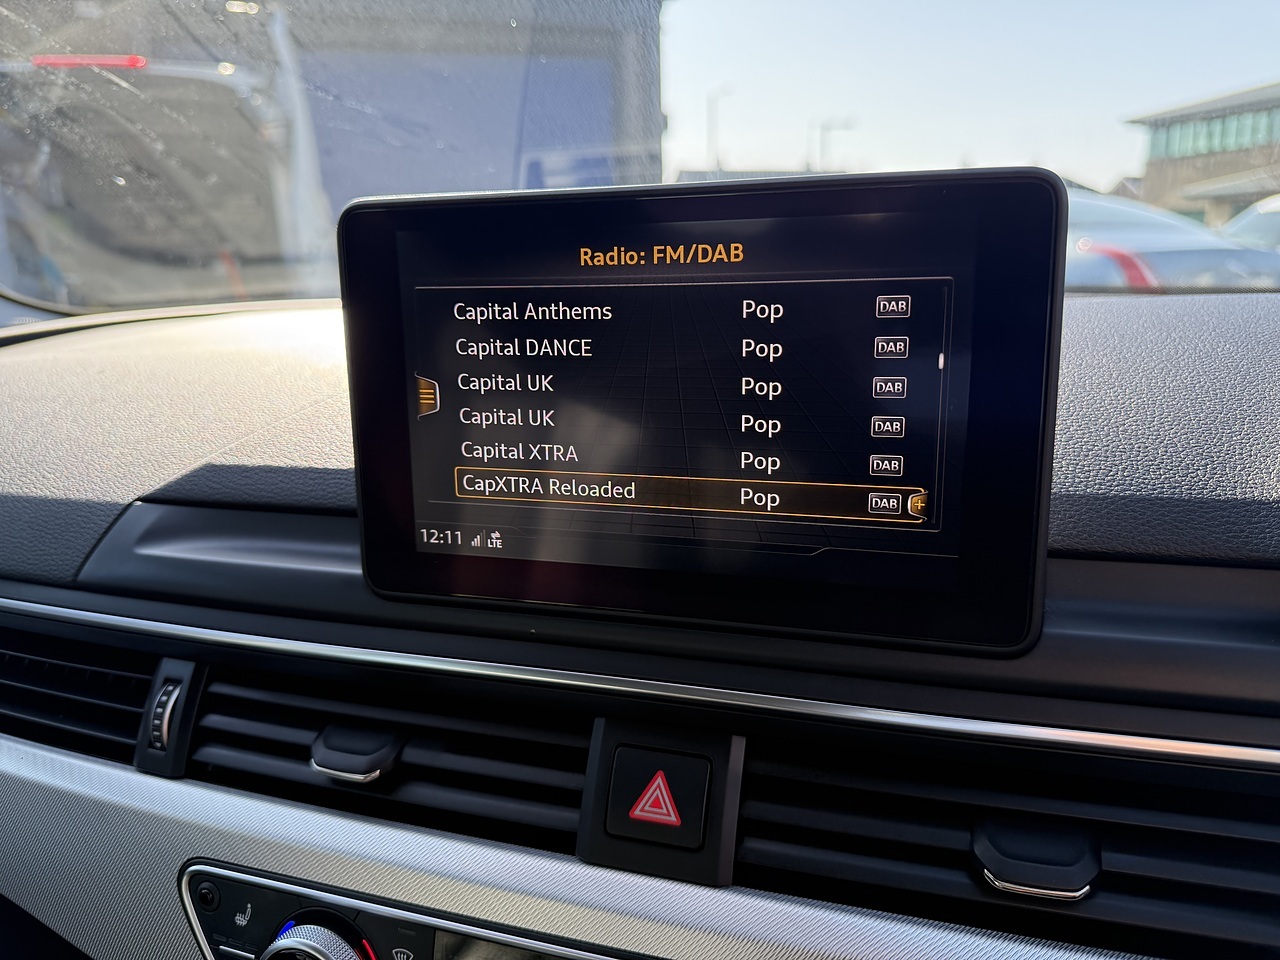 Radio: FM/DAB
Capital Anthems Pop DAB
Capital DANCE Pop DAB
Capital UK Pop DAB
Capital UK Pop DAB
Capital XTRA Pop DAB
CapXTRA Reloaded Pop DAB
12:11 LTE